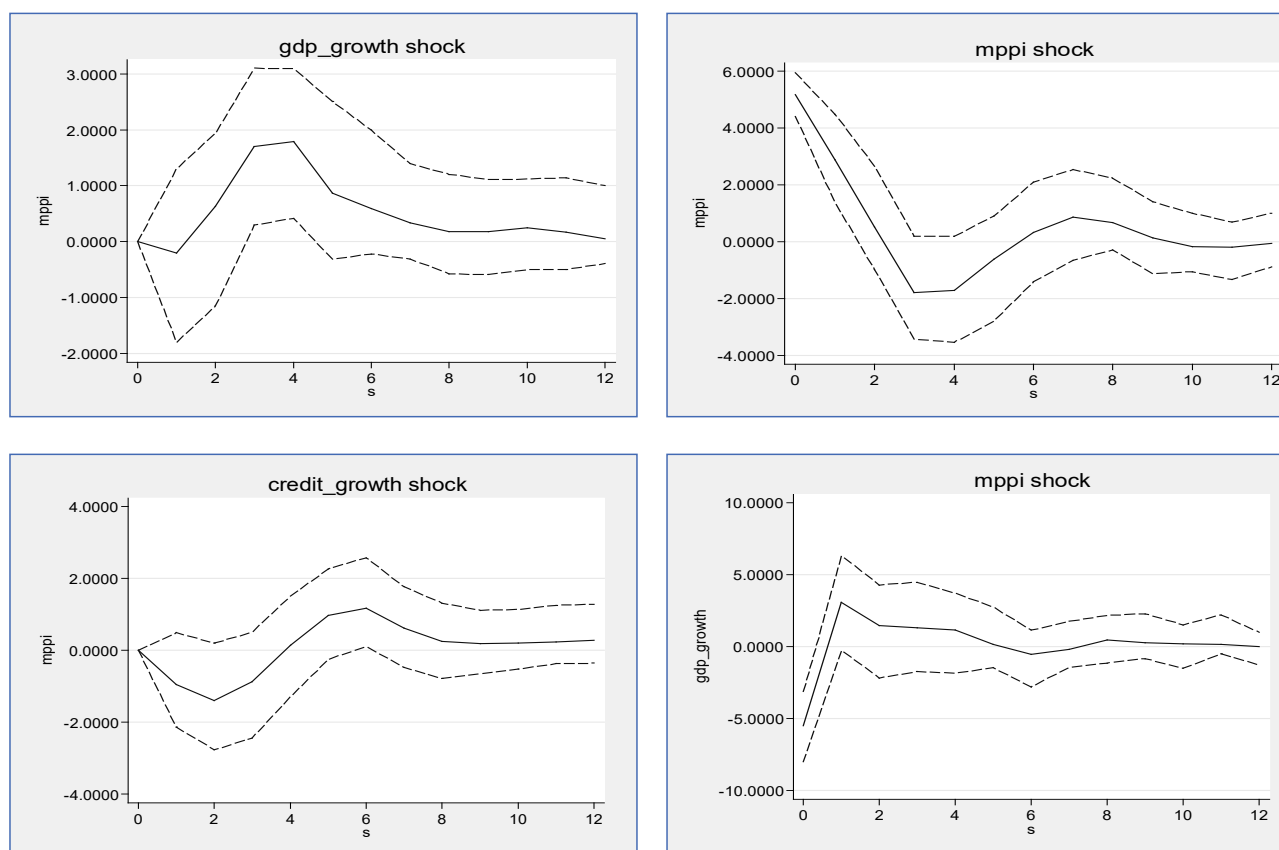 gdp_growth shock
3.0000
2.0000
1.0000
0.0000
-1.0000
-2.0000
mppi
0 2 4 6 8 10 12
s
mppi shock
6.0000
4.0000
2.0000
0.0000
-2.0000
-4.0000
mppi
0 2 4 6 8 10 12
s
credit_growth shock
4.0000
2.0000
0.0000
-2.0000
-4.0000
mppi
0 2 4 6 8 10 12
s
mppi shock
10.0000
5.0000
0.0000
-5.0000
-10.0000
gdp_growth
0 2 4 6 8 10 12
s